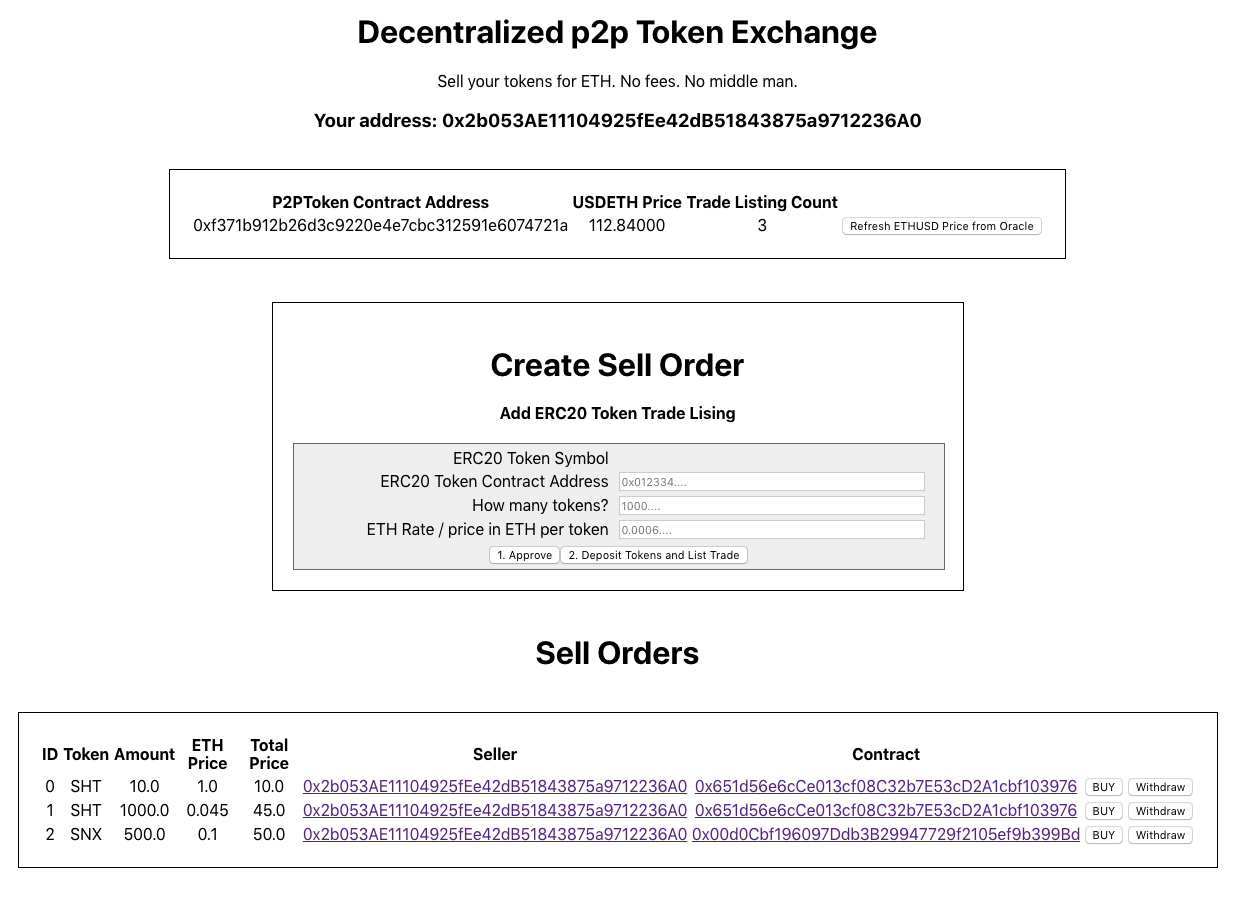 Decentralized p2p Token Exchange
Sell your tokens for ETH. No fees. No middle man.
Your address: 0x2b053AE11104925fEe42dB51843875a9712236A0
P2PToken Contract Address USDETH Price Trade Listing Count
0xf371b912b26d3c9220e4e7cbc312591e6074721a 112.84000 3 Refresh ETHUSD Price from Oracle
Create Sell Order
Add ERC20 Token Trade Lising
ERC20 Token Symbol
ERC20 Token Contract Address 0x012334....
How many tokens? 1000....
ETH Rate / price in ETH per token 0.0006....
1. Approve 2. Deposit Tokens and List Trade
Sell Orders
ID Token Amount ETH Price Total Price Seller Contract
0 SHT 10.0 1.0 10.0 0x2b053AE11104925fEe42dB51843875a9712236A0 0x651d56e6cCe013cf08C32b7E53cD2A1cbf103976 BUY Withdraw
1 SHT 1000.0 0.045 45.0 0x2b053AE11104925fEe42dB51843875a9712236A0 0x651d56e6cCe013cf08C32b7E53cD2A1cbf103976 BUY Withdraw
2 SNX 500.0 0.1 50.0 0x2b053AE11104925fEe42dB51843875a9712236A0 0x00d0Cbf196097Ddb3B29947729f2105ef9b399Bd BUY Withdraw